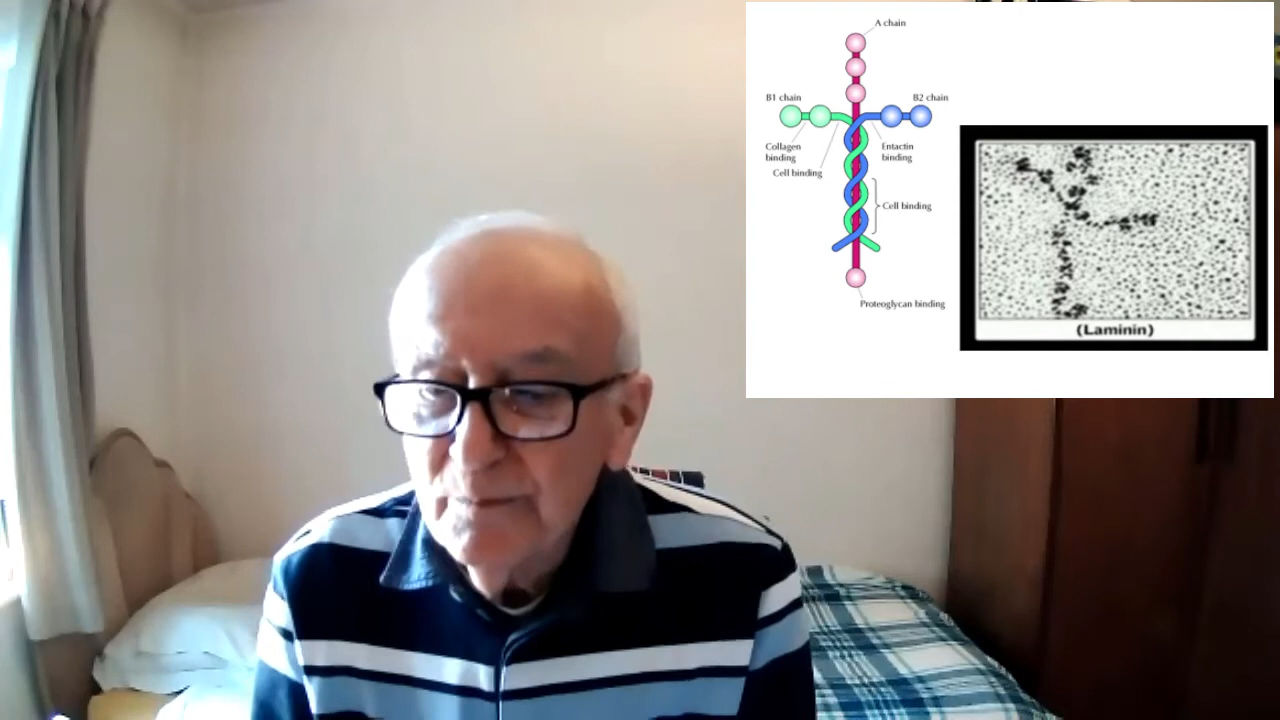 A chain
B1 chain
B2 chain
Collagen
binding
Entactin
binding
Cell binding
Cell binding
Proteoglycan binding
(Laminin)